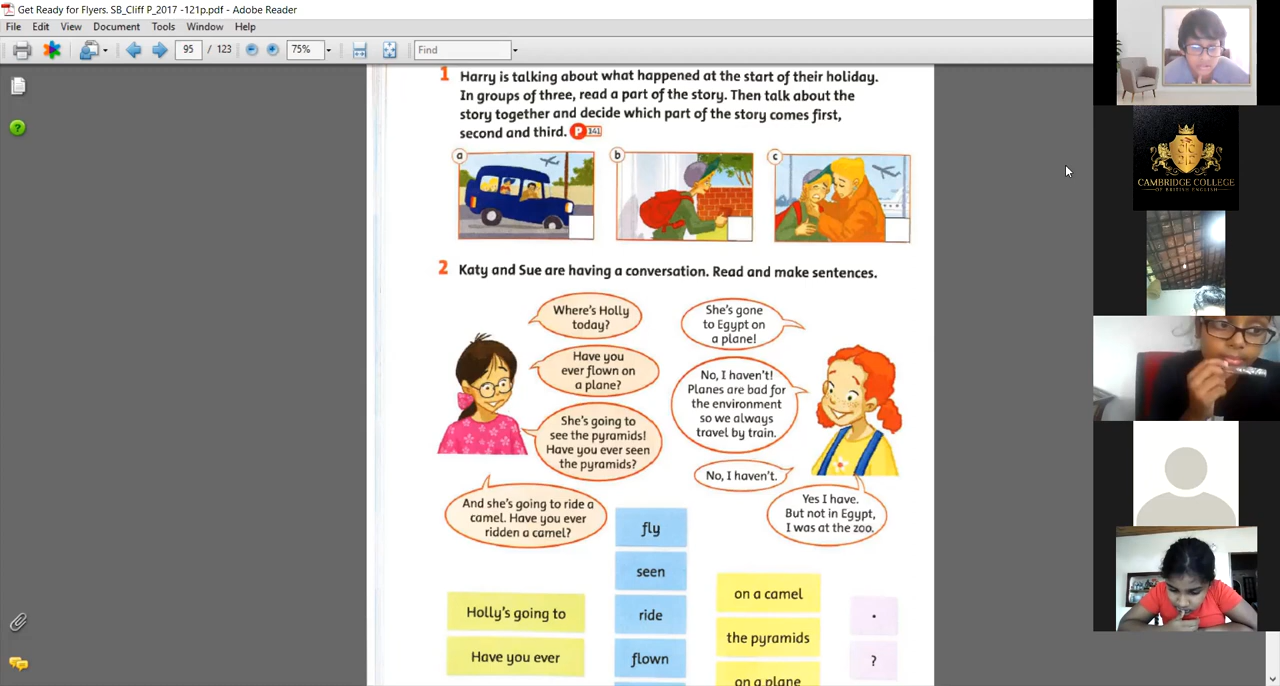 Get Ready for Flyers. SB_Cliff P_2017 -121p.pdf - Adobe Reader
File Edit View Document Tools Window Help
95 / 123 75% Find
1 Harry is talking about what happened at the start of their holiday.
In groups of three, read a part of the story. Then talk about the
story together and decide which part of the story comes first,
second and third. P 141
a
b
c
2 Katy and Sue are having a conversation. Read and make sentences.
Where's Holly
today?
She's gone
to Egypt on
a plane!
Have you
ever flown on
a plane?
No, I haven't!
Planes are bad for
the environment
so we always
travel by train.
She's going to
see the pyramids!
Have you ever seen
the pyramids?
No, I haven't.
And she's going to ride a
camel. Have you ever
ridden a camel?
Yes I have.
But not in Egypt,
I was at the zoo.
Holly's going to
Have you ever
fly
seen
ride
flown
on a camel
the pyramids
on a plane
.
?
CAMBRIDGE COLLEGE
OF BRITISH ENGLISH